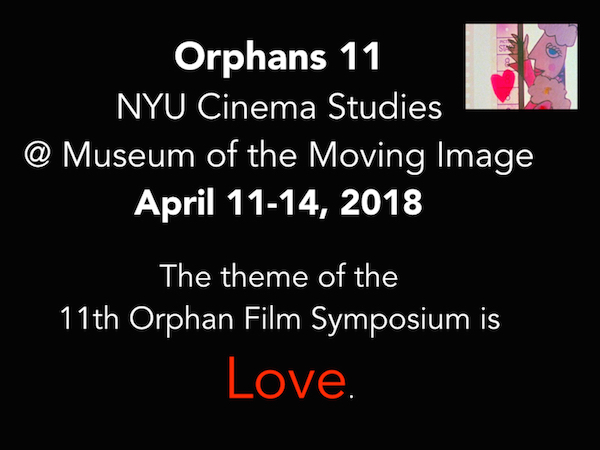 Orphans 11
NYU Cinema Studies
@ Museum of the Moving Image
April 11-14, 2018
The theme of the
11th Orphan Film Symposium is
Love.